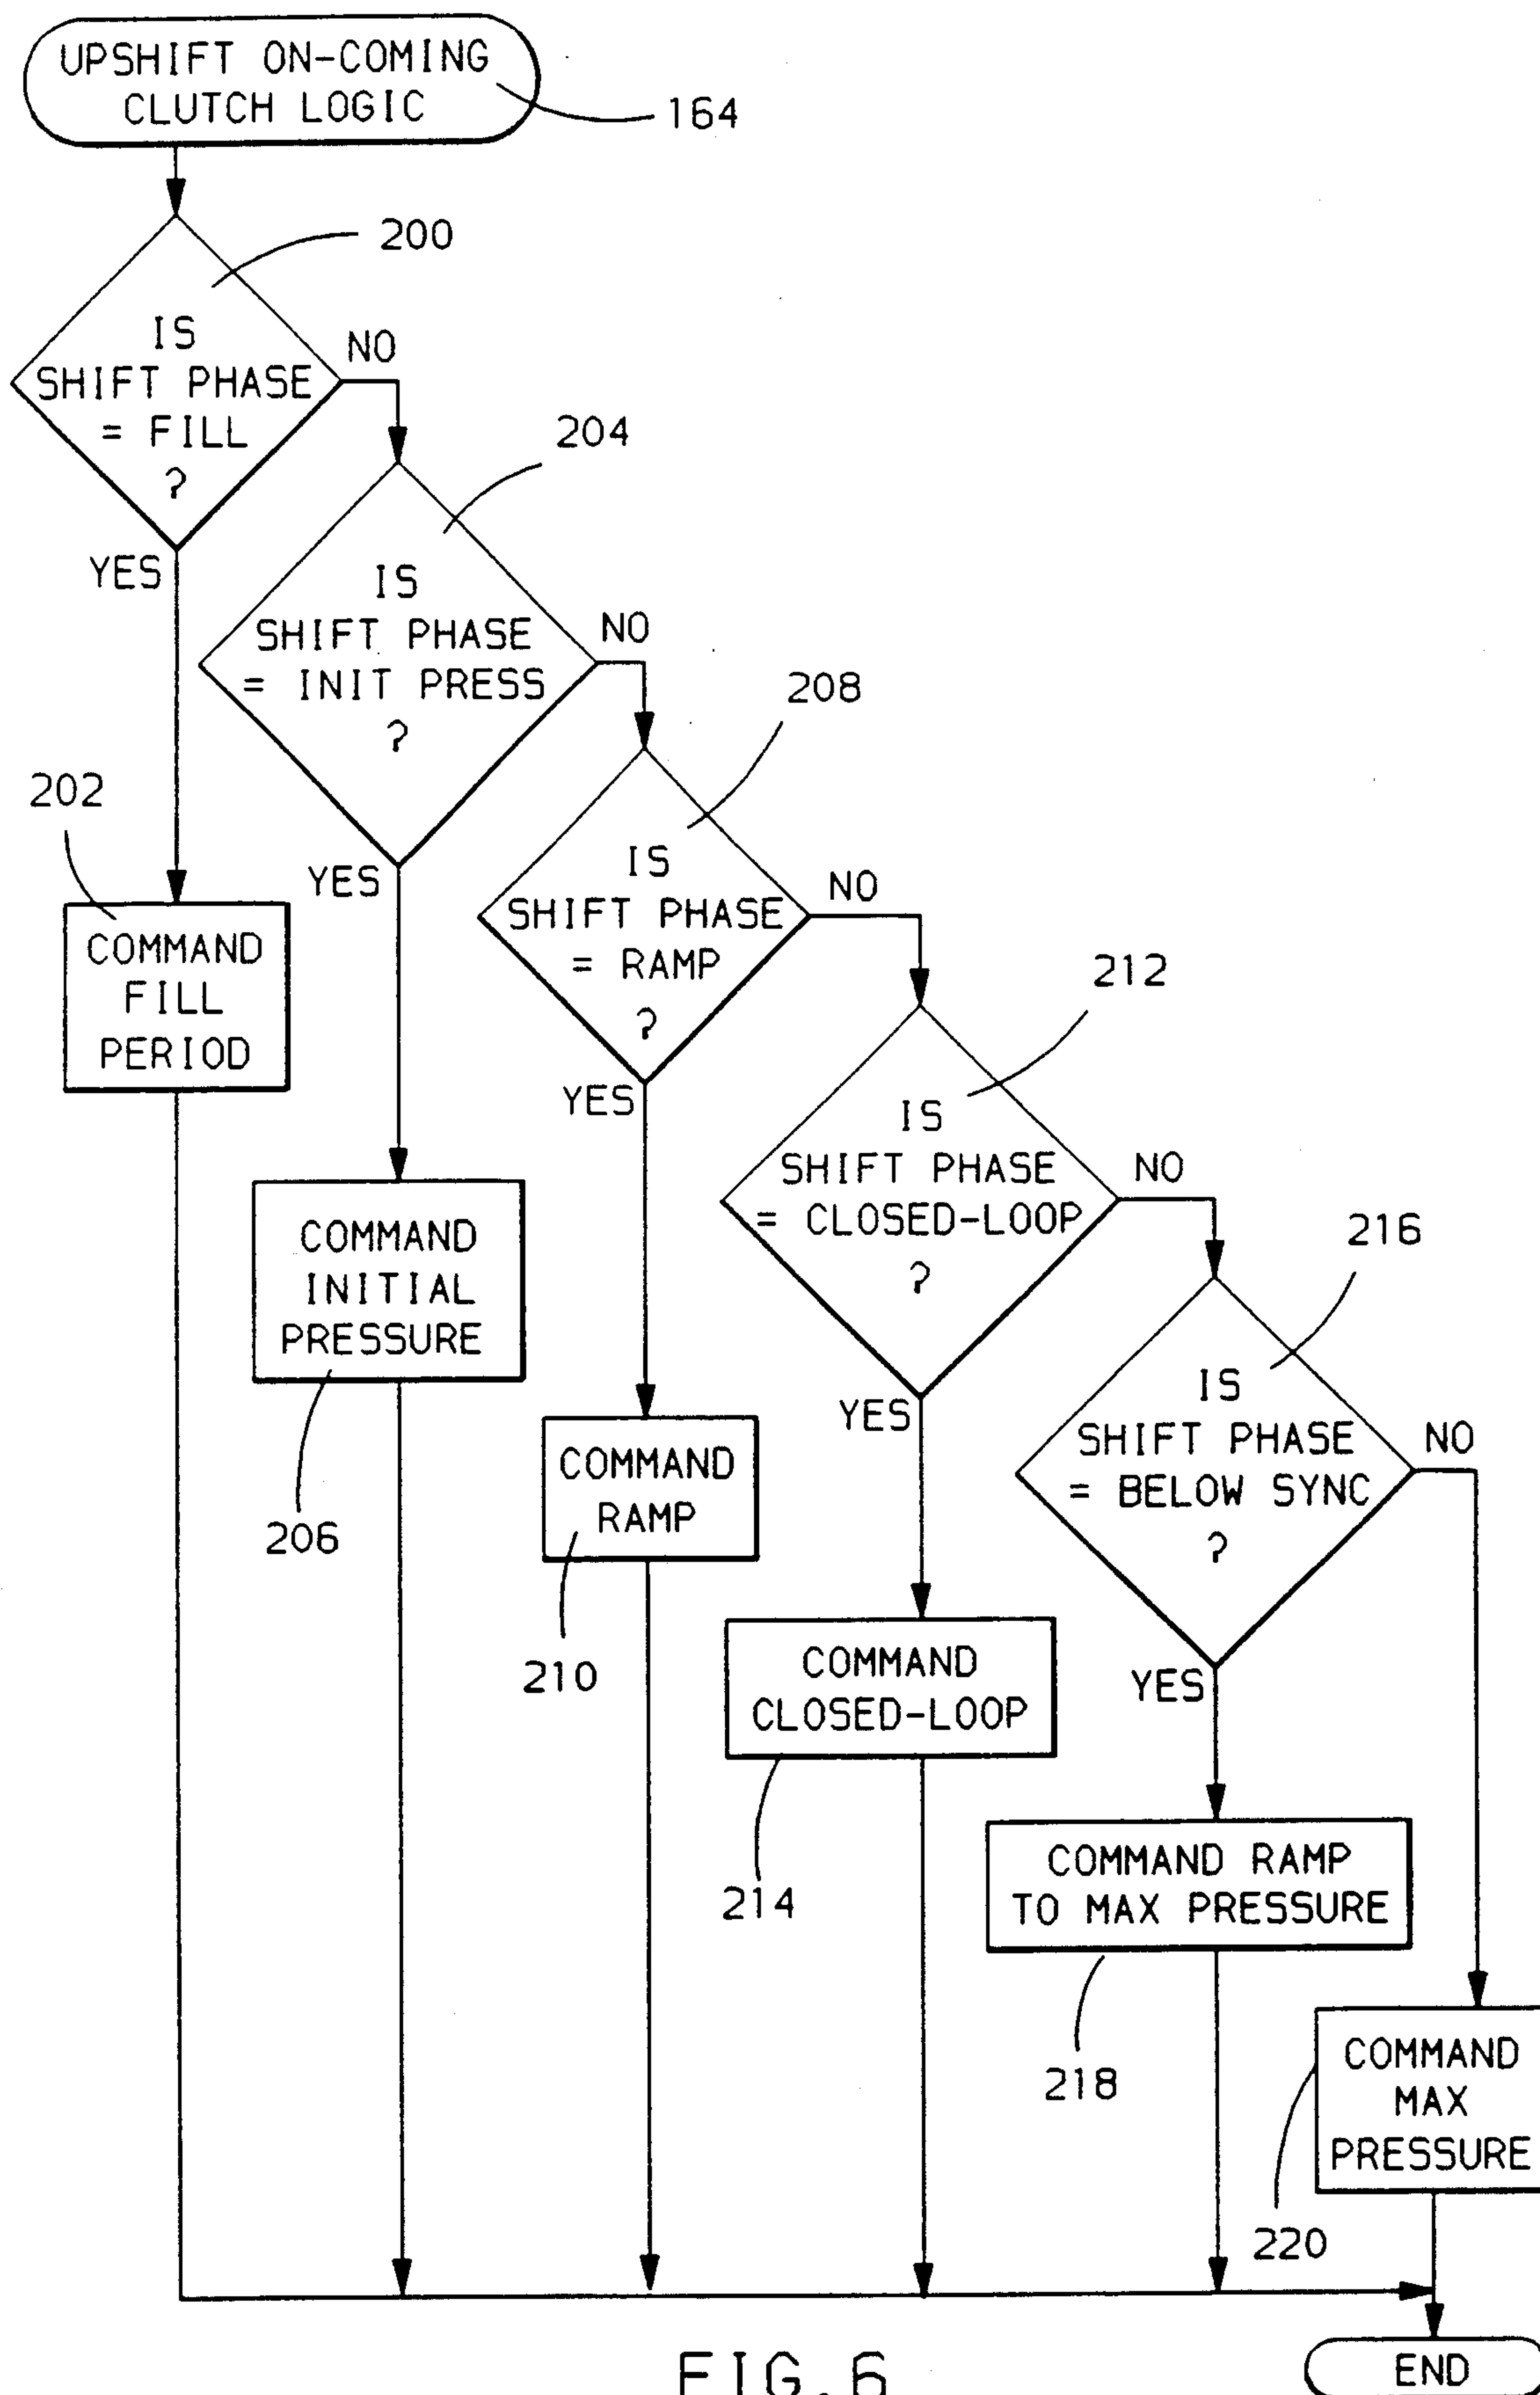 UPSHIFT ON-COMING
CLUTCH LOGIC
164
200
IS
SHIFT PHASE
= FILL
?
NO
YES
204
IS
SHIFT PHASE
= INIT PRESS
?
NO
YES
208
IS
SHIFT PHASE
= RAMP
?
NO
YES
202
COMMAND
FILL
PERIOD
212
IS
SHIFT PHASE
= CLOSED-LOOP
?
NO
YES
COMMAND
INITIAL
PRESSURE
206
216
IS
SHIFT PHASE
= BELOW SYNC
?
NO
YES
COMMAND
RAMP
210
COMMAND
CLOSED-LOOP
214
COMMAND RAMP
TO MAX PRESSURE
218
COMMAND
MAX
PRESSURE
220
END
FIG.6